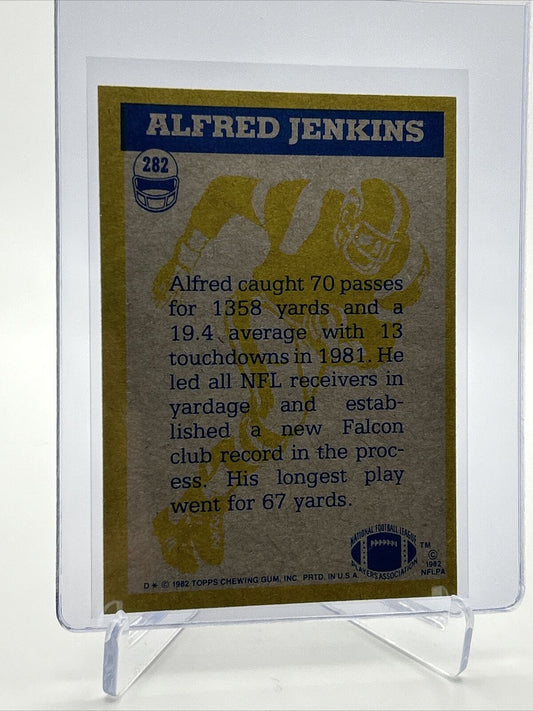 ALFRED JENKINS
282
Alfred caught 70 passes
for 1358 yards and a
19.4 average with 13
touchdowns in 1981. He
led all NFL receivers in
yardage and estab-
lished a new Falcon
club record in the proc-
ess. His longest play
went for 67 yards.
NATIONAL FOOTBALL LEAGUE
PLAYERS ASSOCIATION
TM
© 1982
NFLPA
D* © 1982 TOPPS CHEWING GUM, INC. PRTD. IN U.S.A.